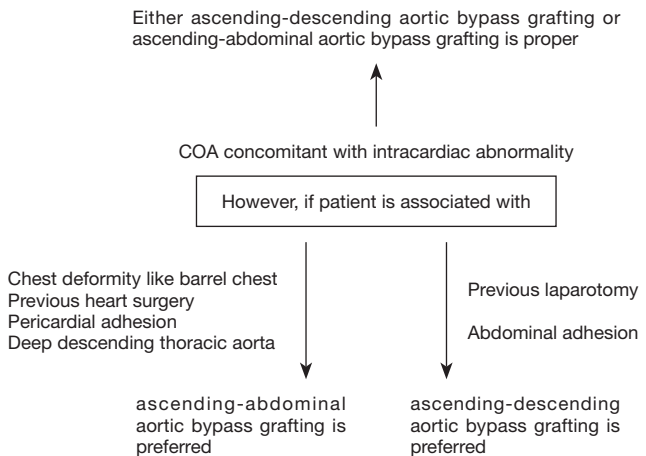 Either ascending-descending aortic bypass grafting or
ascending-abdominal aortic bypass grafting is proper
COA concomitant with intracardiac abnormality
However, if patient is associated with
Chest deformity like barrel chest
Previous heart surgery
Pericardial adhesion
Deep descending thoracic aorta
Previous laparotomy
Abdominal adhesion
ascending-abdominal
aortic bypass grafting is
preferred
ascending-descending
aortic bypass grafting is
preferred